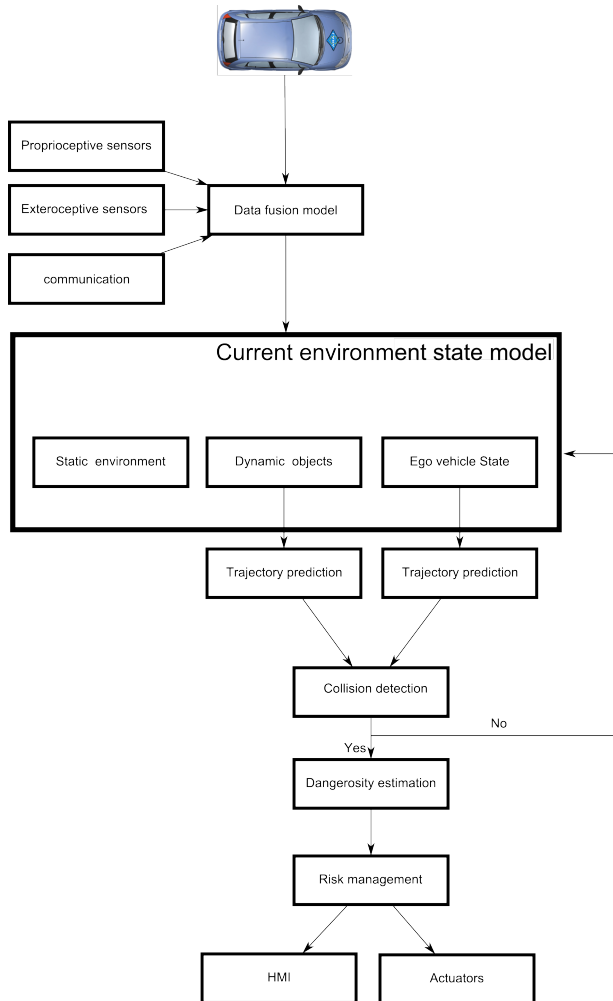 Proprioceptive sensors
Exteroceptive sensors
Data fusion model
communication
Current environment state model
Static environment
Dynamic objects
Ego vehicle State
Trajectory prediction
Trajectory prediction
Collision detection
No
Yes
Dangerosity estimation
Risk management
HMI
Actuators